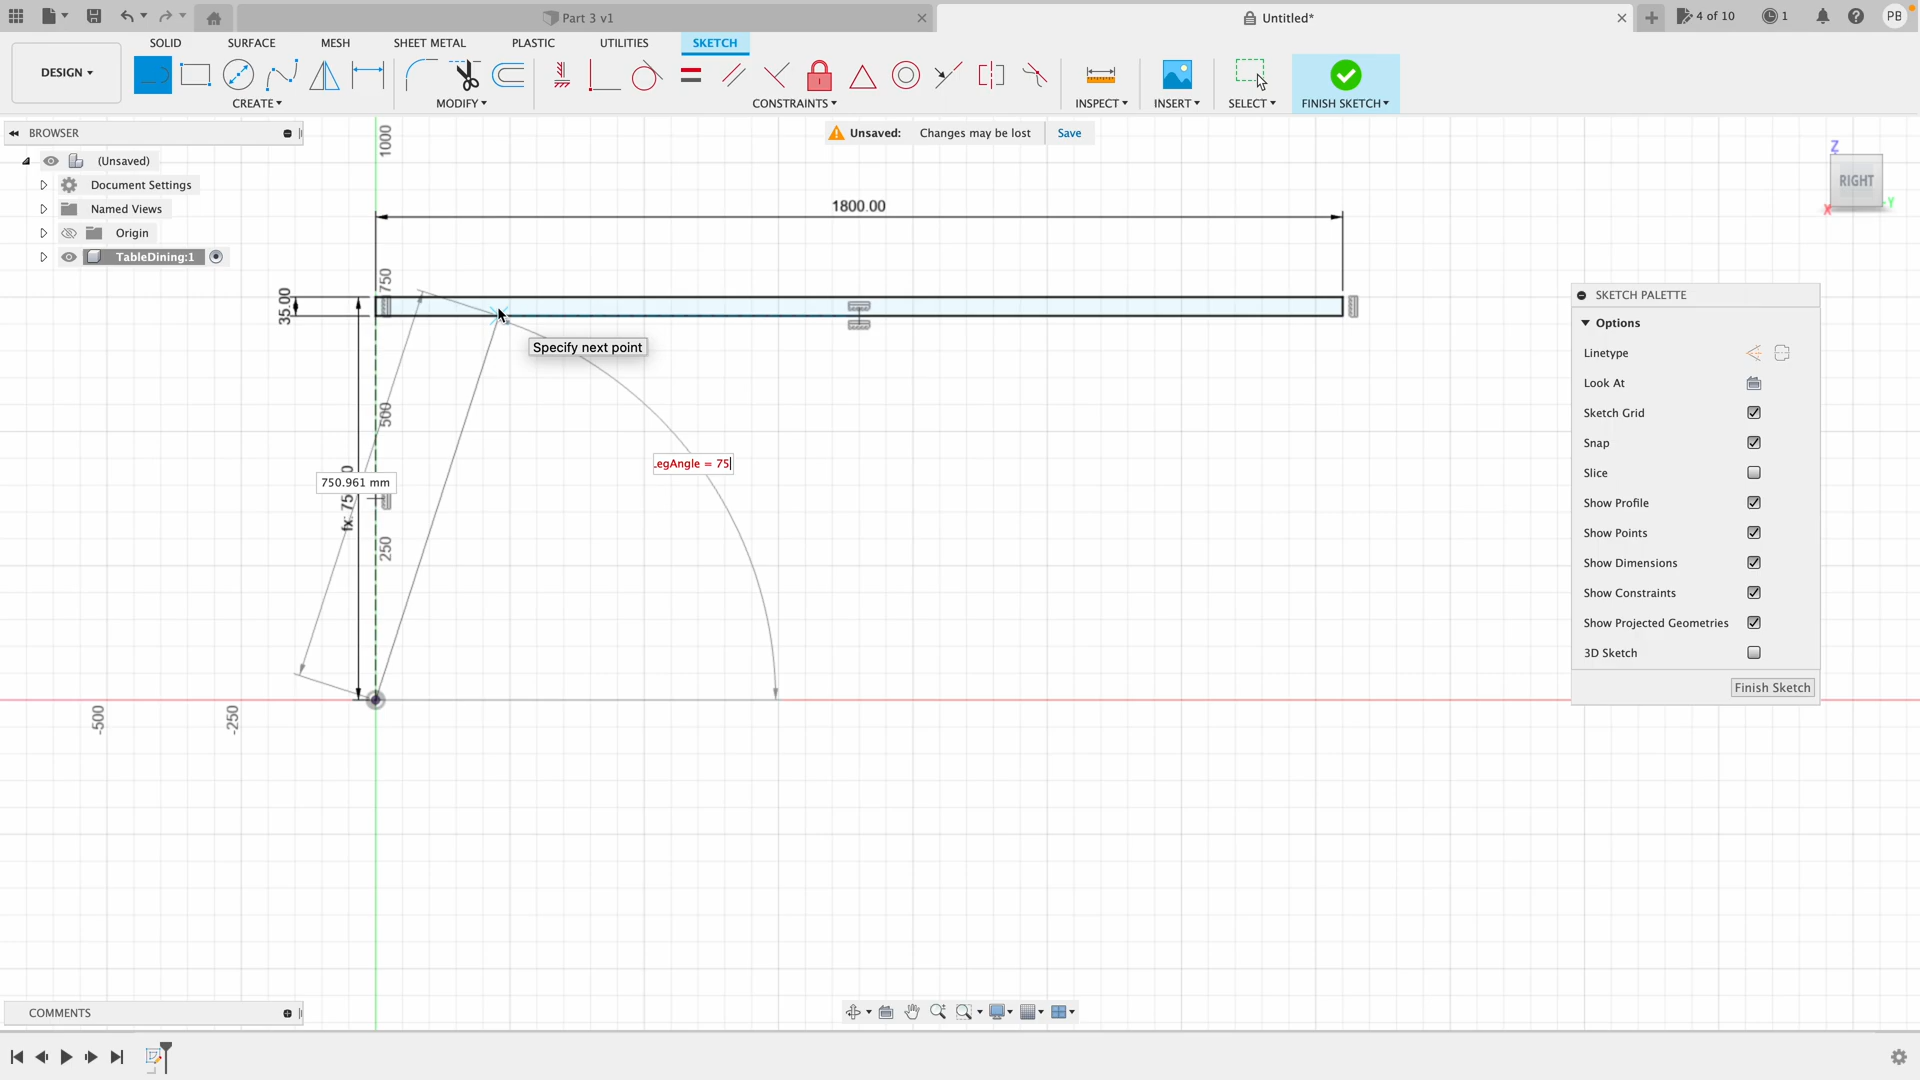 Part 3 v1
Untitled*
4 of 10
1
PB
DESIGN
SOLID
SURFACE
MESH
SHEET METAL
PLASTIC
UTILITIES
SKETCH
CREATE
MODIFY
CONSTRAINTS
INSPECT
INSERT
SELECT
FINISH SKETCH
BROWSER
Unsaved: Changes may be lost Save
(Unsaved)
Document Settings
Named Views
Origin
TableDining:1
Z
RIGHT
X
Y
1000
1800.00
750
35.00
Specify next point
500
.egAngle = 75
750.961 mm
fx: 75
0
250
-500
-250
SKETCH PALETTE
Options
Linetype
Look At
Sketch Grid
Snap
Slice
Show Profile
Show Points
Show Dimensions
Show Constraints
Show Projected Geometries
3D Sketch
Finish Sketch
COMMENTS